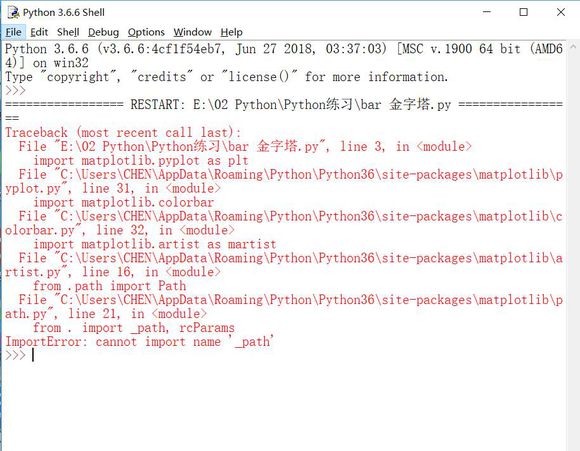 Python 3.6.6 Shell
File Edit Shell Debug Options Window Help
Python 3.6.6 (v3.6.6:4cf1f54eb7, Jun 27 2018, 03:37:03) [MSC v.1900 64 bit (AMD6
4)] on win32
Type "copyright", "credits" or "license()" for more information.
>>>
================ RESTART: E:\02 Python\Python练习\bar 金字塔.py ===============
==
Traceback (most recent call last):
  File "E:\02 Python\Python练习\bar 金字塔.py", line 3, in <module>
    import matplotlib.pyplot as plt
  File "C:\Users\CHEN\AppData\Roaming\Python\Python36\site-packages\matplotlib\p
yplot.py", line 31, in <module>
    import matplotlib.colorbar
  File "C:\Users\CHEN\AppData\Roaming\Python\Python36\site-packages\matplotlib\c
olorbar.py", line 32, in <module>
    import matplotlib.artist as martist
  File "C:\Users\CHEN\AppData\Roaming\Python\Python36\site-packages\matplotlib\a
rtist.py", line 16, in <module>
    from .path import Path
  File "C:\Users\CHEN\AppData\Roaming\Python\Python36\site-packages\matplotlib\p
ath.py", line 21, in <module>
    from . import _path, rcParams
ImportError: cannot import name '_path'
>>>